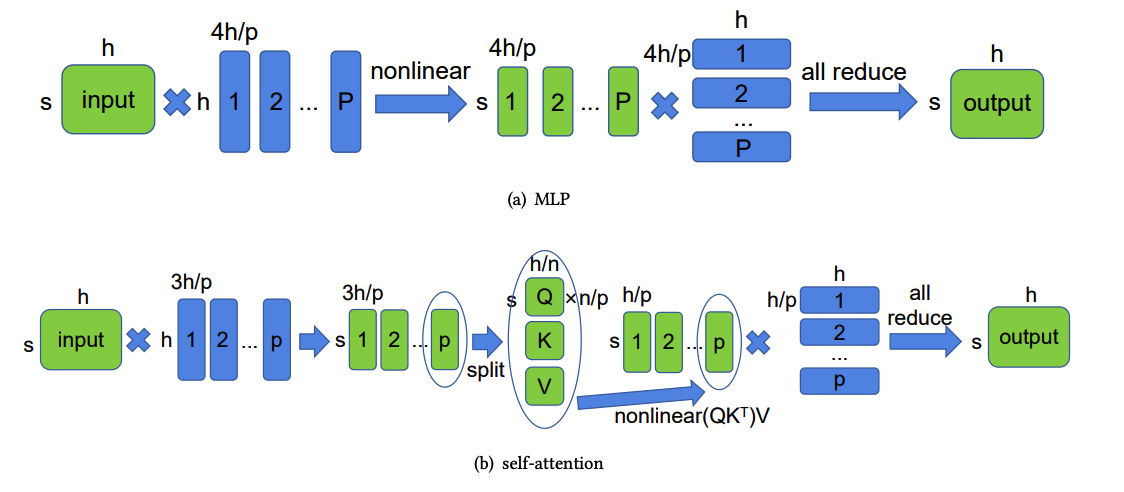 h
4h/p
s input h 1 2 ... P
nonlinear
4h/p
s 1 2 ... P
h
4h/p 1
2
...
P
all reduce
h
s output
(a) MLP
h
s input
3h/p
h 1 2 ... p
3h/p
s 1 2 ... p
split
h/n
s Q ×n/p
K
V
h/p
s 1 2 ... p
nonlinear(QKᵀ)V
h
h/p 1
2
...
p
all
reduce
h
s output
(b) self-attention